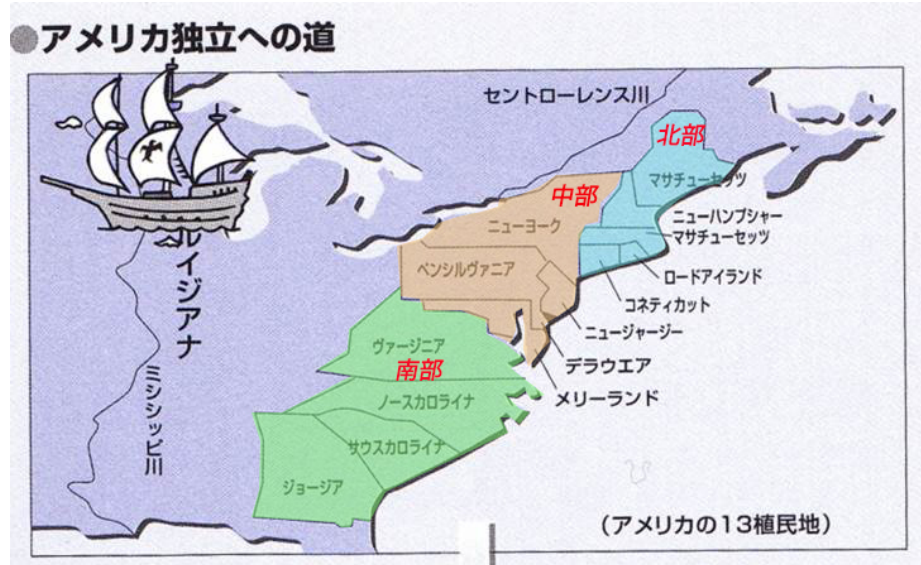 ●アメリカ独立への道
セントローレンス川
北部
マサチューセッツ
中部
ニューハンプシャー
マサチューセッツ
ニューヨーク
ロードアイランド
ペンシルヴァニア
コネティカット
ニュージャージー
デラウエア
メリーランド
ルイジアナ
ミシシッピ川
ヴァージニア
南部
ノースカロライナ
サウスカロライナ
ジョージア
(アメリカの13植民地)